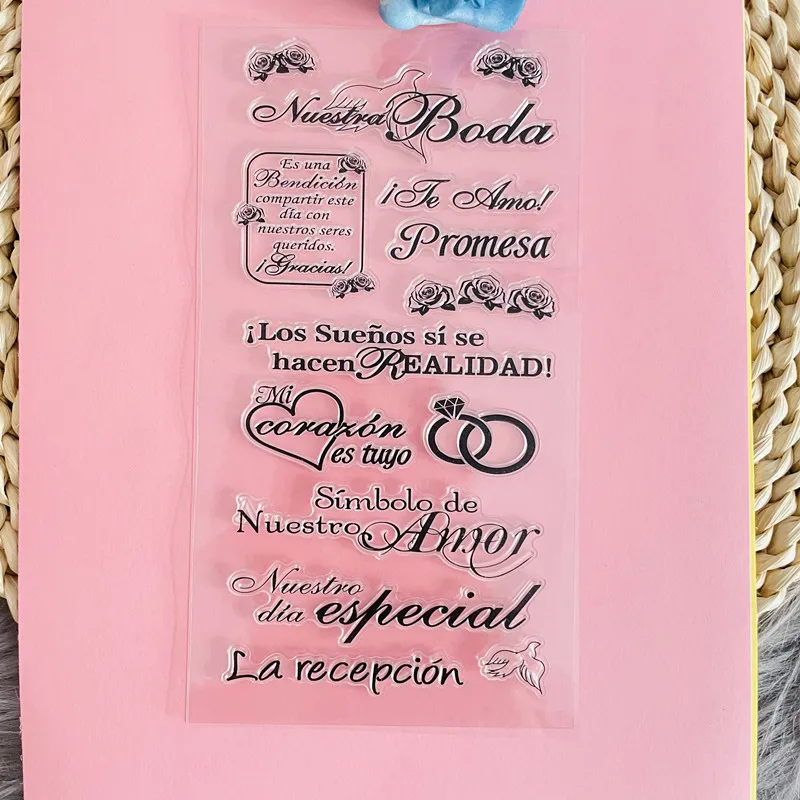 Nuestra Boda
Es una
Bendición
compartir este
día con
nuestros seres
queridos.
¡Gracias!
¡Te Amo!
Promesa
¡Los Sueños sí se
hacen REALIDAD!
Mi
corazón
es tuyo
Símbolo de
Nuestro Amor
Nuestro
día especial
La recepción